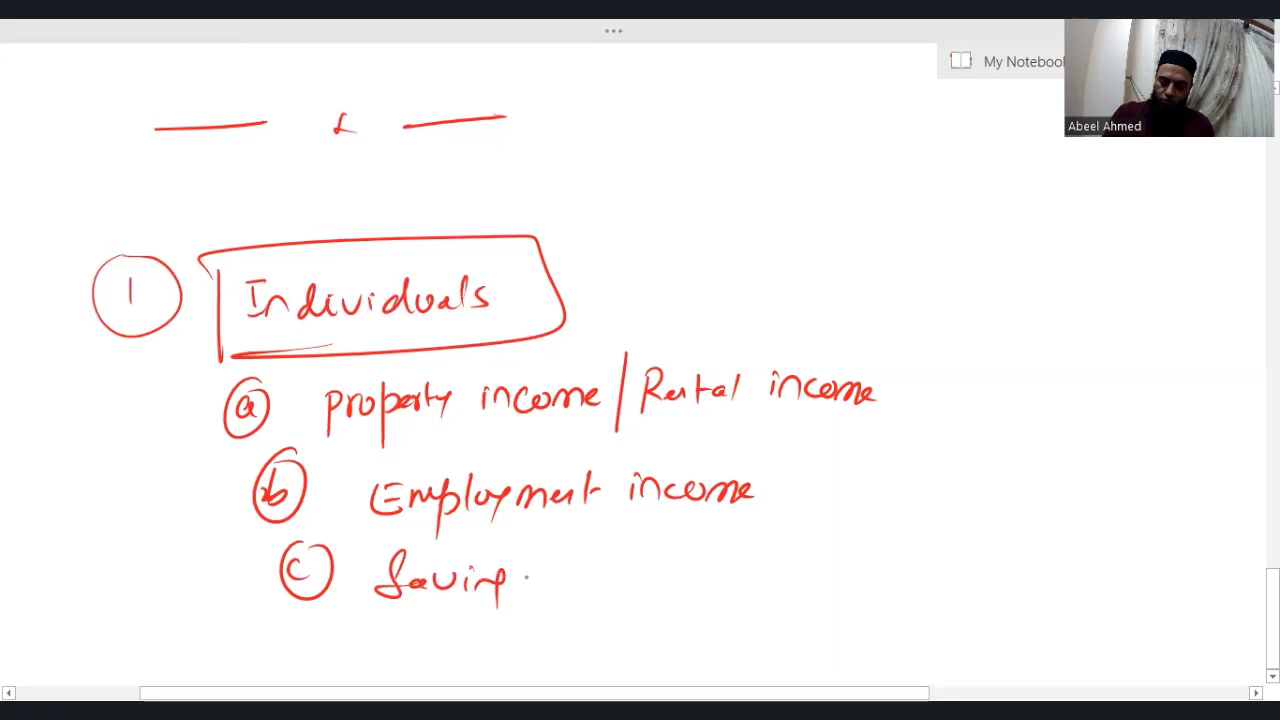 My Notebook
Abeel Ahmed
&
1 Individuals
a Property income / Rental income
b Employment income
c Saving